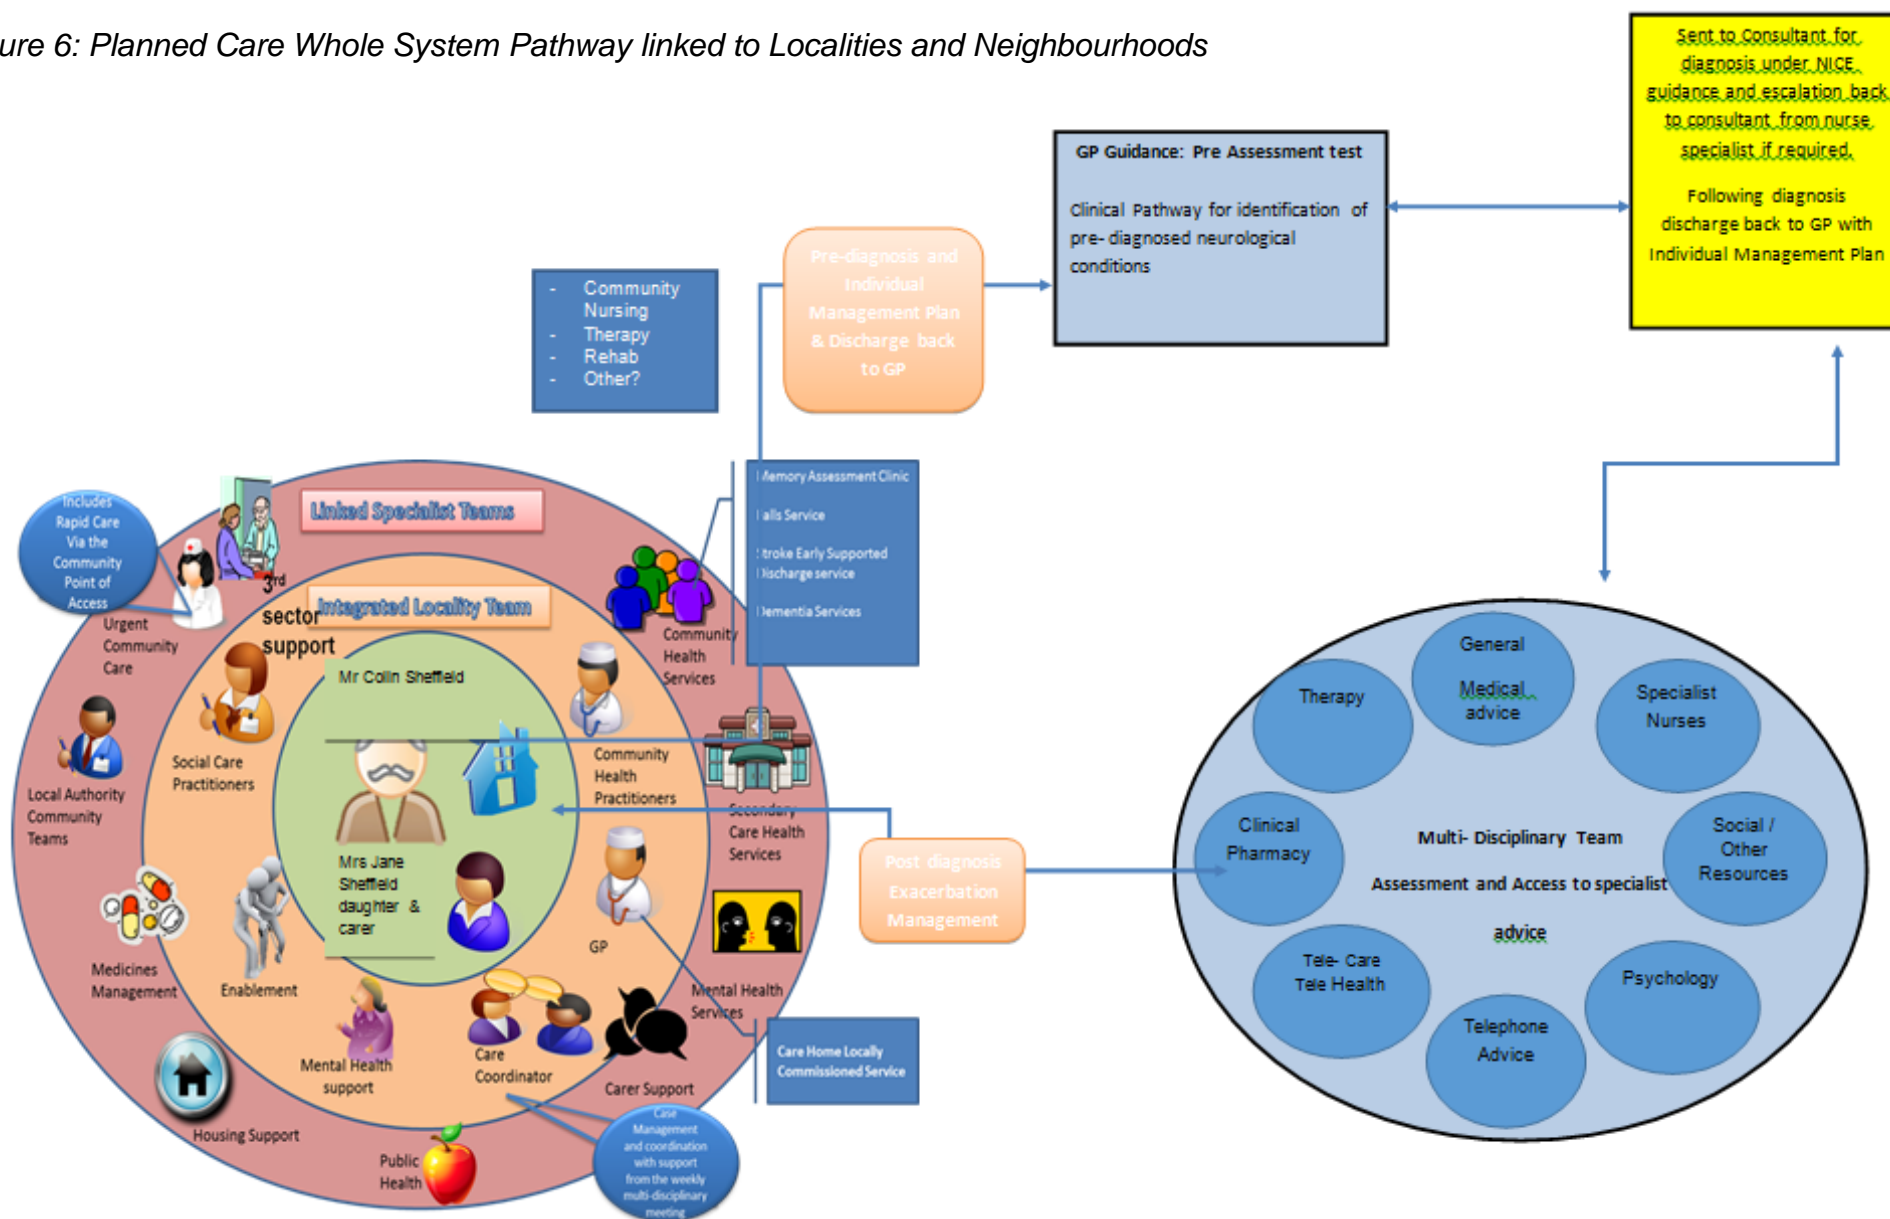 ure 6: Planned Care Whole System Pathway linked to Localities and Neighbourhoods
Sent to Consultant for
diagnosis under NICE
guidance and escalation back
to consultant from nurse
specialist if required.
Following diagnosis
discharge back to GP with
Individual Management Plan
GP Guidance: Pre Assessment test
Clinical Pathway for identification of
pre- diagnosed neurological
conditions
Pre-diagnosis and
Individual
Management Plan
& Discharge back
to GP
- Community
Nursing
- Therapy
- Rehab
- Other?
Memory Assessment Clinic
alls Service
troke Early Supported
Discharge service
Dementia Services
Includes
Rapid Care
Via the
Community
Point of
Access
Linked Specialist Teams
3rd
sector
support
Integrated Locality Team
Urgent
Community
Care
Community
Health
Services
Mr Colin Sheffield
Social Care
Practitioners
Community
Health
Practitioners
Local Authority
Community
Teams
Secondary
Care Health
Services
Mrs Jane
Sheffield
daughter &
carer
GP
Medicines
Management
Enablement
Mental Health
Services
Mental Health
support
Care
Coordinator
Carer Support
Housing Support
Public
Health
Case
Management
and coordination
with support
from the weekly
multi-disciplinary
meeting
Care Home Locally
Commissioned Service
Post diagnosis
Exacerbation
Management
General
Medical
advice
Therapy
Specialist
Nurses
Clinical
Pharmacy
Social /
Other
Resources
Multi- Disciplinary Team
Assessment and Access to specialist
advice
Tele- Care
Tele Health
Psychology
Telephone
Advice